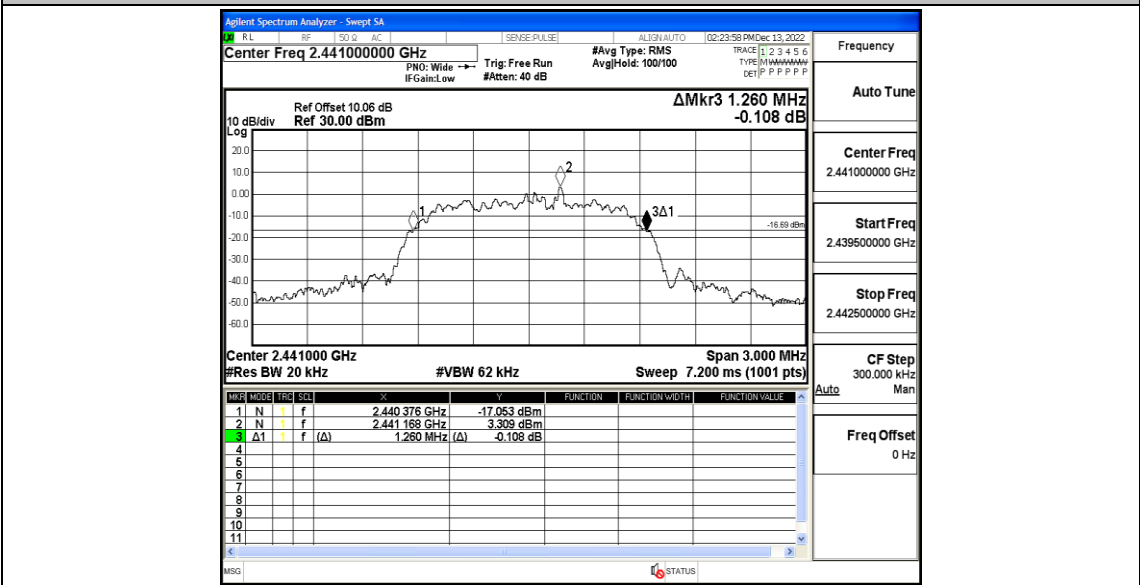 Agilent Spectrum Analyzer - Swept SA
RL RF 50 Ω AC SENSE:PULSE ALIGNAUTO 02:23:58 PM Dec 13, 2022
Center Freq 2.441000000 GHz
PNO: Wide
IFGain:Low
Trig: Free Run
#Atten: 40 dB
#Avg Type: RMS
Avg|Hold: 100/100
TRACE 1 2 3 4 5 6
TYPE M WWWWW
DET P P P P P P
Frequency
Auto Tune
Center Freq
2.441000000 GHz
Start Freq
2.439500000 GHz
Stop Freq
2.442500000 GHz
CF Step
300.000 kHz
Auto Man
Freq Offset
0 Hz
ΔMkr3 1.260 MHz
-0.108 dB
Ref Offset 10.06 dB
10 dB/div Ref 30.00 dBm
Log
20.0
10.0
0.00
-10.0
-20.0
-30.0
-40.0
-50.0
-60.0
1
2
3Δ1
-16.69 dBm
Center 2.441000 GHz Span 3.000 MHz
#Res BW 20 kHz #VBW 62 kHz Sweep 7.200 ms (1001 pts)
MKR MODE TRC SCL X Y FUNCTION FUNCTION WIDTH FUNCTION VALUE
1 N 1 f 2.440 376 GHz -17.053 dBm
2 N 1 f 2.441 168 GHz 3.309 dBm
3 Δ1 1 f (Δ) 1.260 MHz (Δ) -0.108 dB
4
5
6
7
8
9
10
11
MSG STATUS